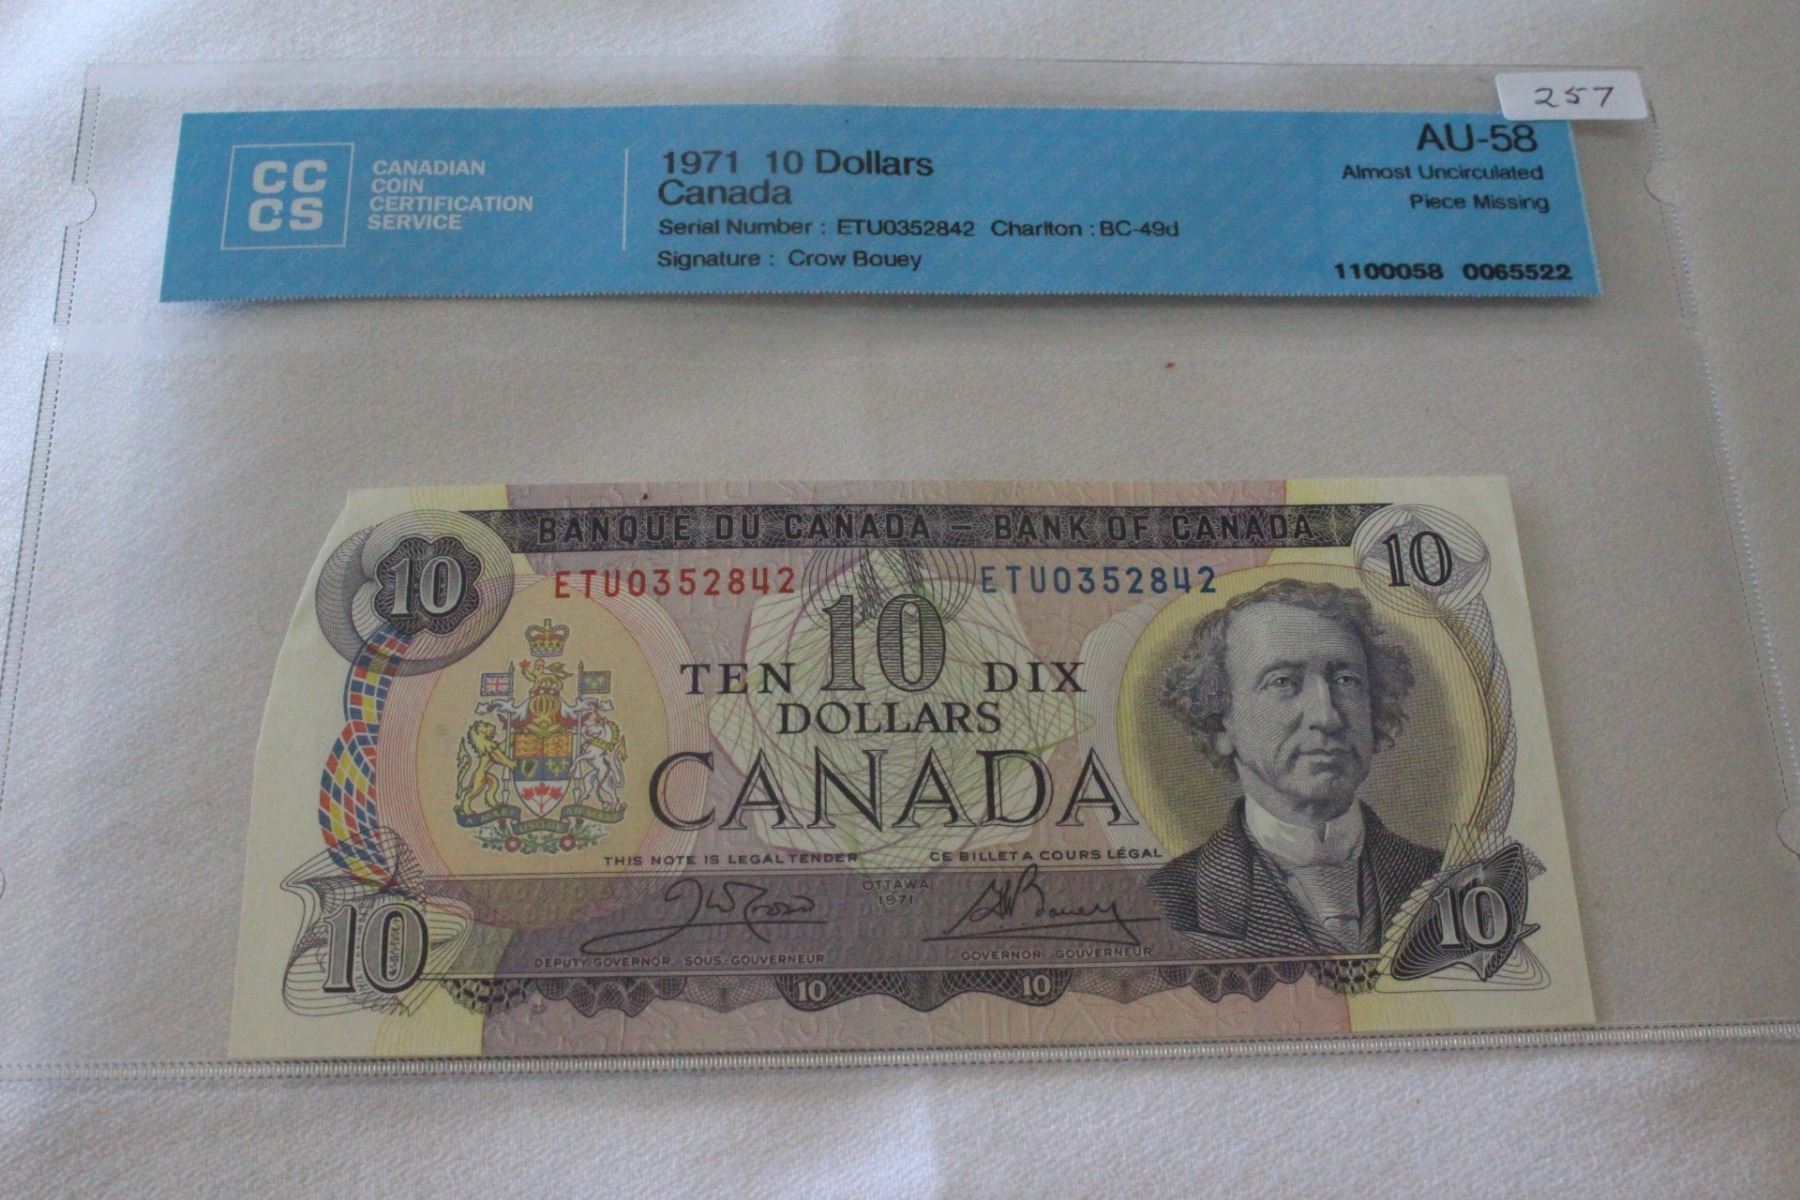 257
CC CS
CANADIAN
COIN
CERTIFICATION
SERVICE
1971 10 Dollars
Canada
Serial Number : ETU0352842 Charlton : BC-49d
Signature : Crow Bouey
AU-58
Almost Uncirculated
Piece Missing
1100058 0065522
BANQUE DU CANADA – BANK OF CANADA
10
10
ETU0352842
ETU0352842
TEN 10 DIX
DOLLARS
CANADA
THIS NOTE IS LEGAL TENDER
CE BILLET A COURS LÉGAL
OTTAWA
1971
DEPUTY-GOVERNOR, SOUS-GOUVERNEUR
GOVERNOR GOUVERNEUR
10
10
10
10